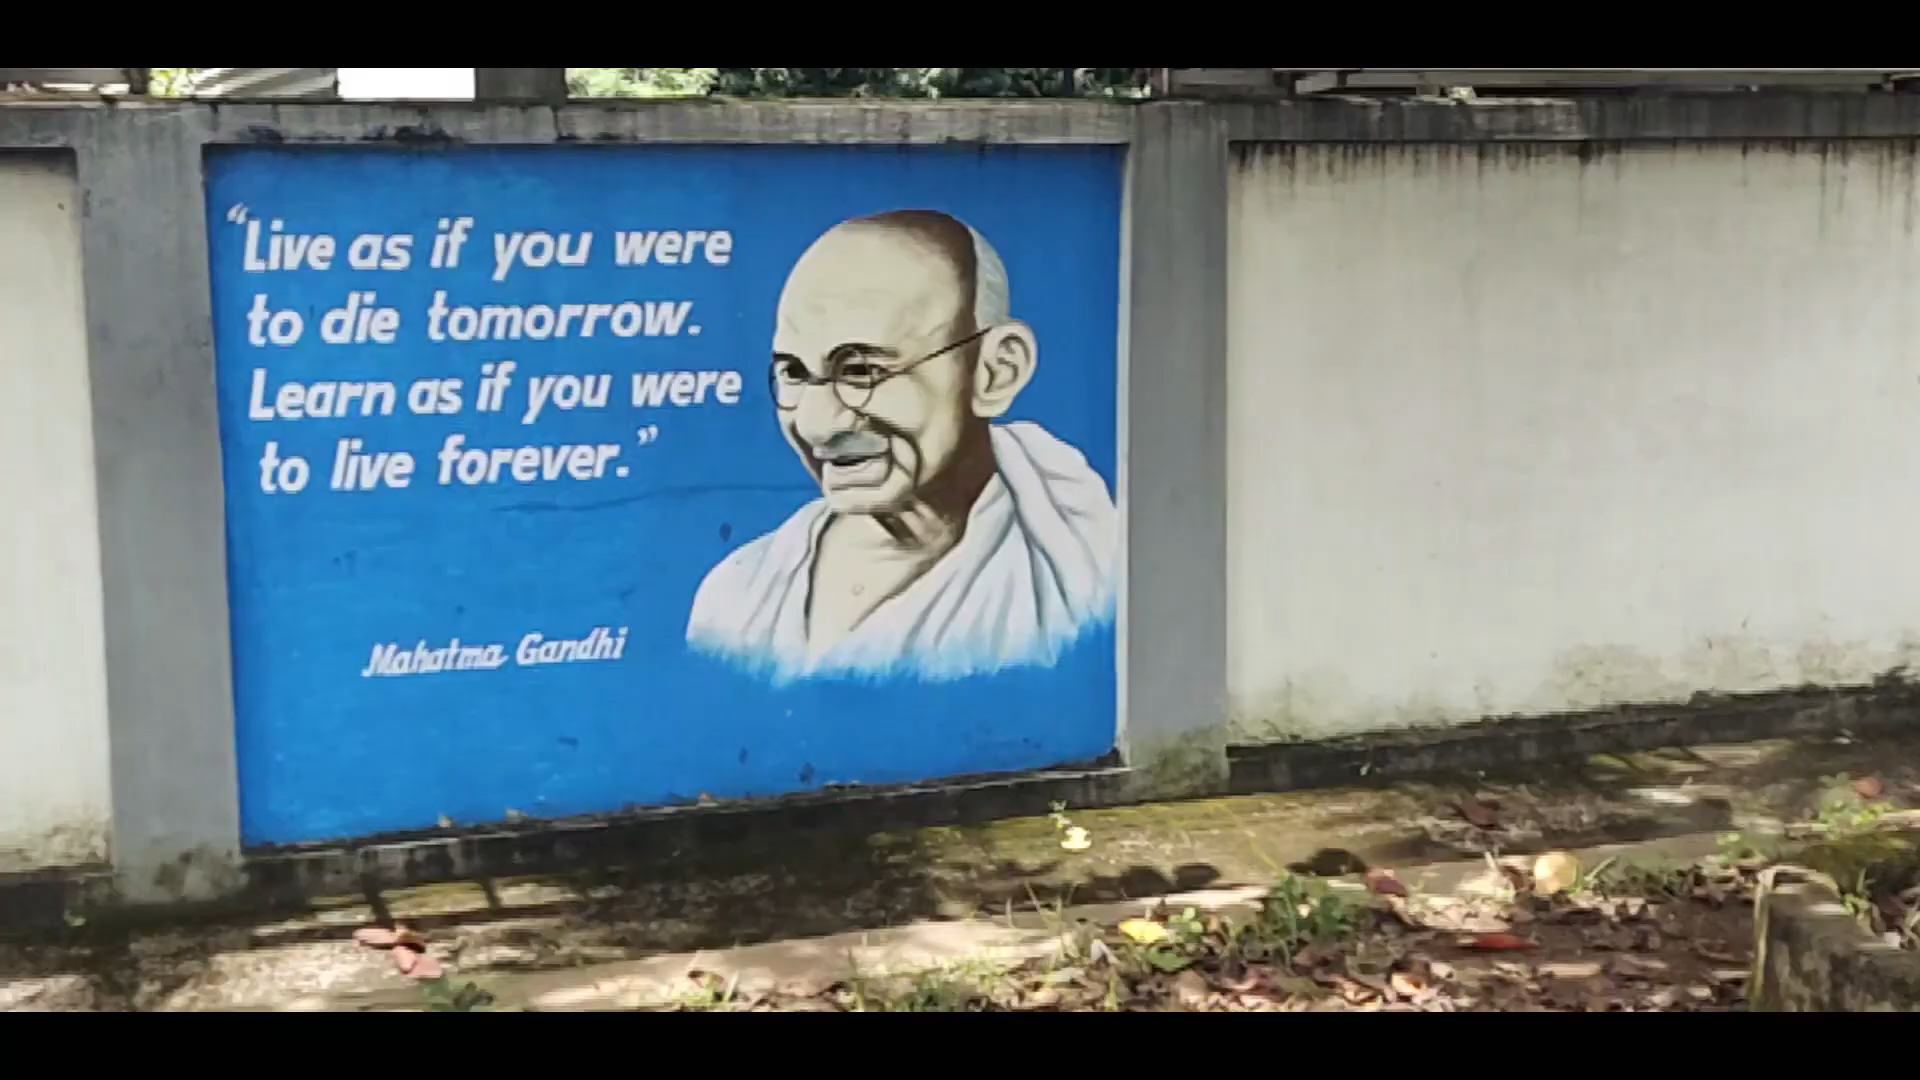 “Live as if you were
to die tomorrow.
Learn as if you were
to live forever.”
Mahatma Gandhi